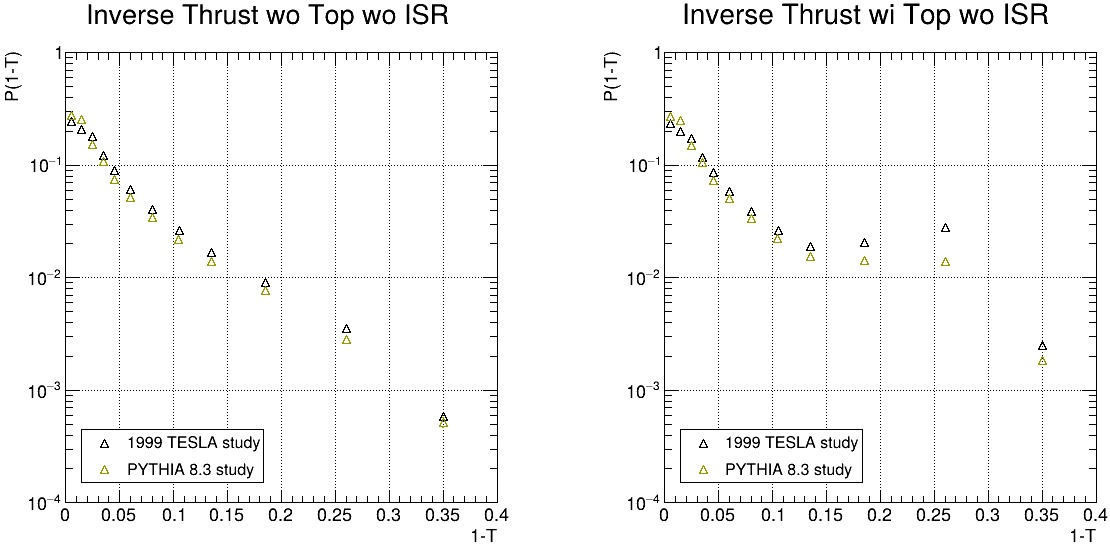 Inverse Thrust wo Top wo ISR
P(1-T)
1
10⁻¹
10⁻²
10⁻³
10⁻⁴
1999 TESLA study
PYTHIA 8.3 study
0 0.05 0.1 0.15 0.2 0.25 0.3 0.35 0.4
1-T
Inverse Thrust wi Top wo ISR
P(1-T)
1
10⁻¹
10⁻²
10⁻³
10⁻⁴
1999 TESLA study
PYTHIA 8.3 study
0 0.05 0.1 0.15 0.2 0.25 0.3 0.35 0.4
1-T